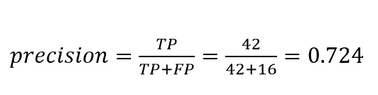 precision = TP/TP+FP = 42/42+16 = 0.724